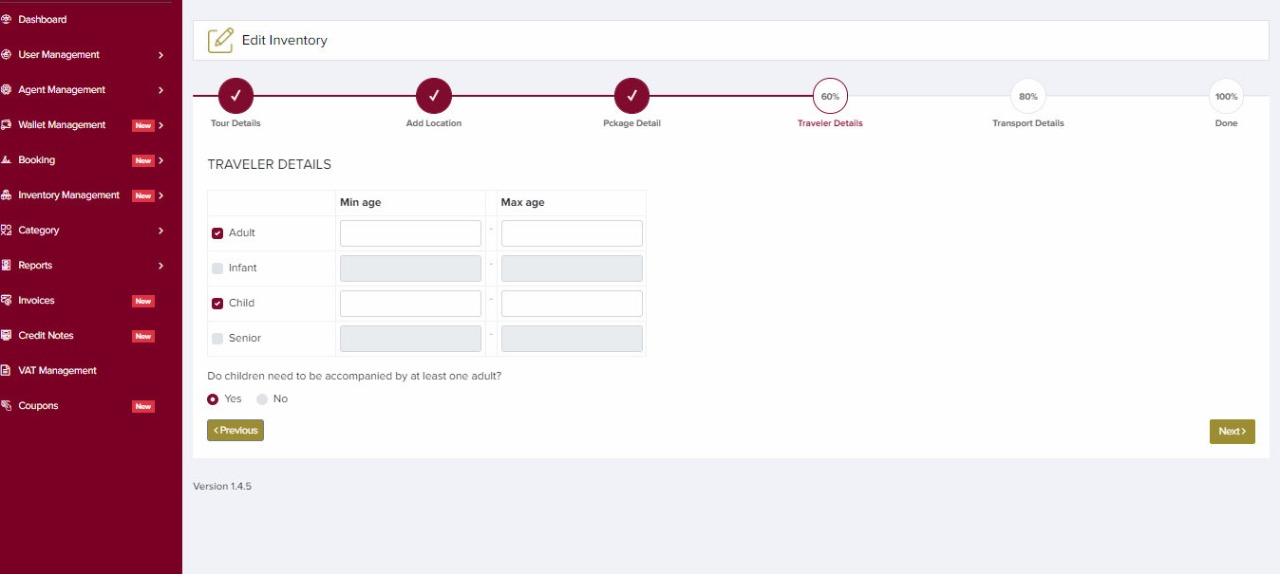 Dashboard
User Management
Agent Management
Wallet Management New
Booking New
Inventory Management New
Category
Reports
Invoices New
Credit Notes New
VAT Management
Coupons New
Edit Inventory
60% 80% 100%
Tour Details Add Location Pckage Detail Traveler Details Transport Details Done
TRAVELER DETAILS
Min age Max age
Adult -
Infant -
Child -
Senior -
Do children need to be accompanied by at least one adult?
Yes No
< Previous Next >
Version 1.4.5